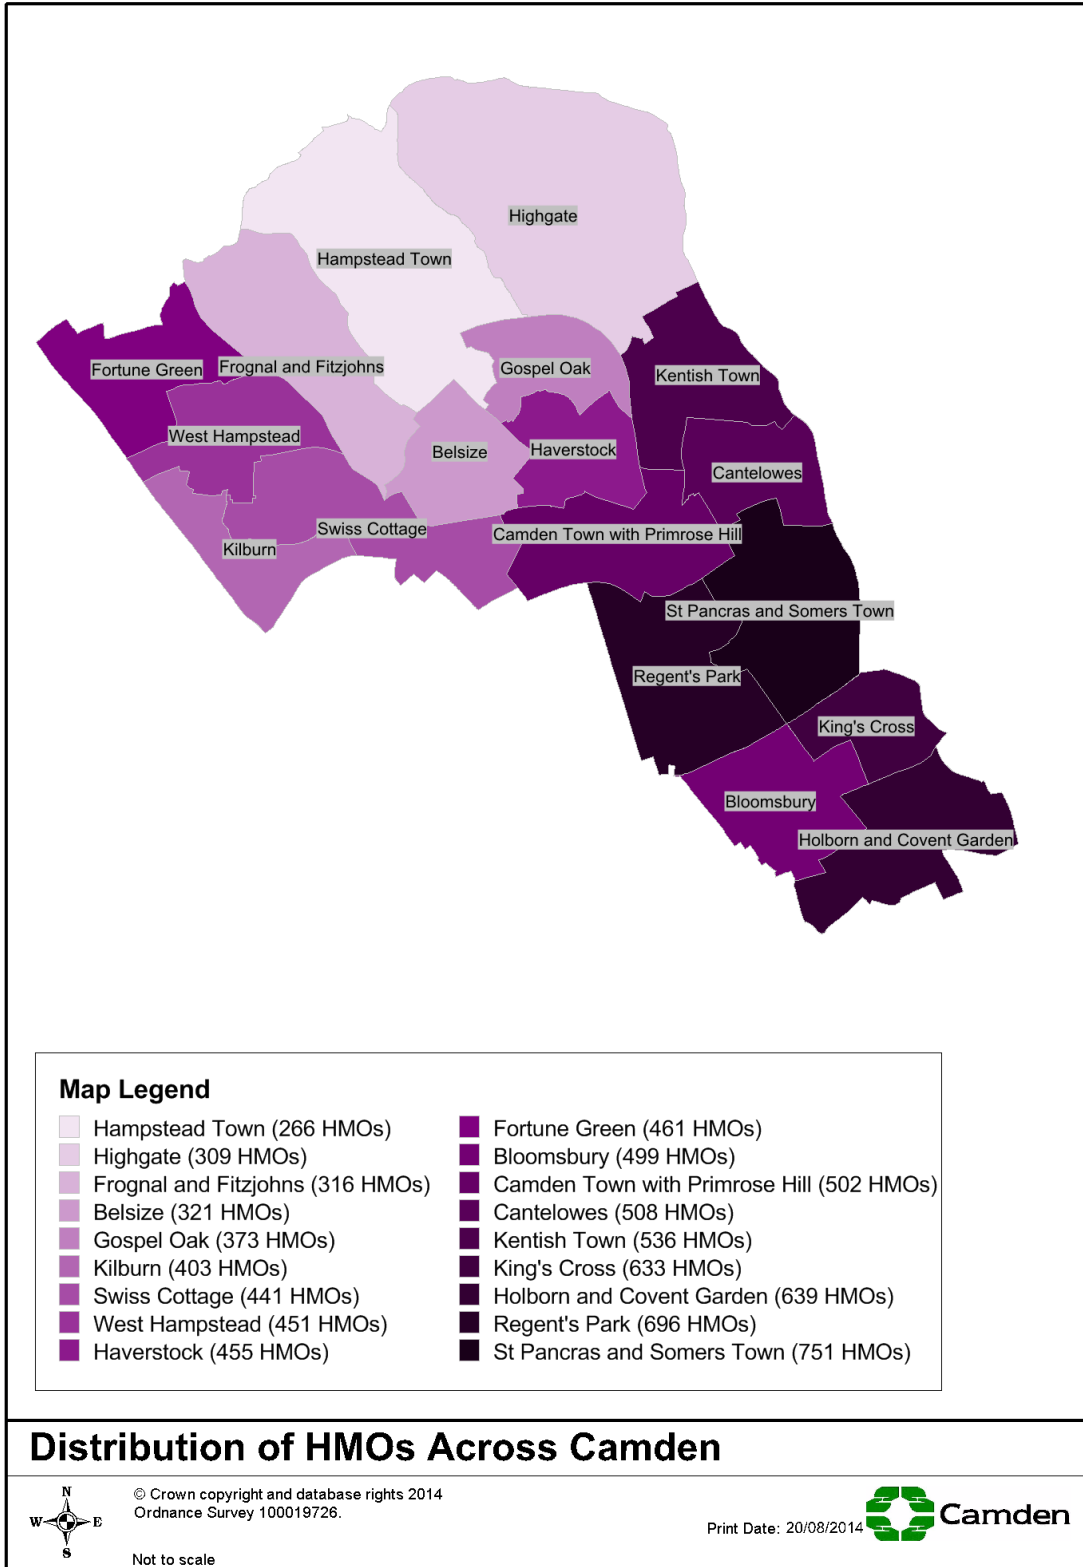 Highgate
Hampstead Town
Fortune Green
Frognal and Fitzjohns
Gospel Oak
Kentish Town
West Hampstead
Belsize
Haverstock
Cantelowes
Swiss Cottage
Camden Town with Primrose Hill
Kilburn
St Pancras and Somers Town
Regent's Park
King's Cross
Bloomsbury
Holborn and Covent Garden
Map Legend
Hampstead Town (266 HMOs)
Highgate (309 HMOs)
Frognal and Fitzjohns (316 HMOs)
Belsize (321 HMOs)
Gospel Oak (373 HMOs)
Kilburn (403 HMOs)
Swiss Cottage (441 HMOs)
West Hampstead (451 HMOs)
Haverstock (455 HMOs)
Fortune Green (461 HMOs)
Bloomsbury (499 HMOs)
Camden Town with Primrose Hill (502 HMOs)
Cantelowes (508 HMOs)
Kentish Town (536 HMOs)
King's Cross (633 HMOs)
Holborn and Covent Garden (639 HMOs)
Regent's Park (696 HMOs)
St Pancras and Somers Town (751 HMOs)
Distribution of HMOs Across Camden
N
W E
S
© Crown copyright and database rights 2014
Ordnance Survey 100019726.
Not to scale
Print Date: 20/08/2014
Camden